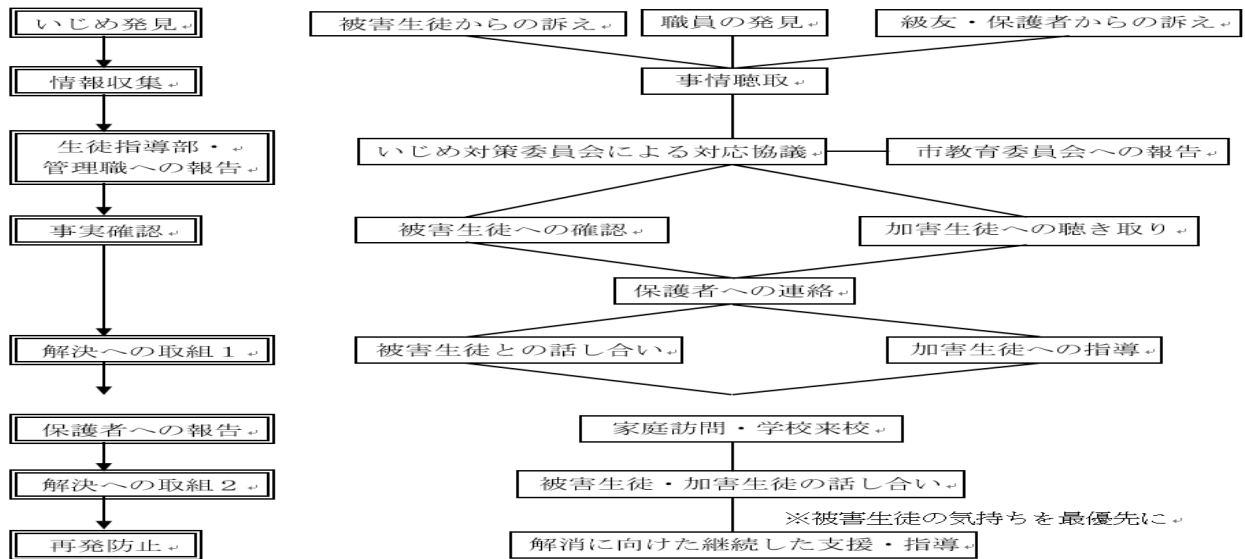 いじめ発見
被害生徒からの訴え
職員の発見
級友・保護者からの訴え
情報収集
事情聴取
生徒指導部・
管理職への報告
いじめ対策委員会による対応協議
市教育委員会への報告
事実確認
被害生徒への確認
加害生徒への聴き取り
保護者への連絡
解決への取組1
被害生徒との話し合い
加害生徒への指導
保護者への報告
家庭訪問・学校来校
解決への取組2
被害生徒・加害生徒の話し合い
※被害生徒の気持ちを最優先に
再発防止
解消に向けた継続した支援・指導